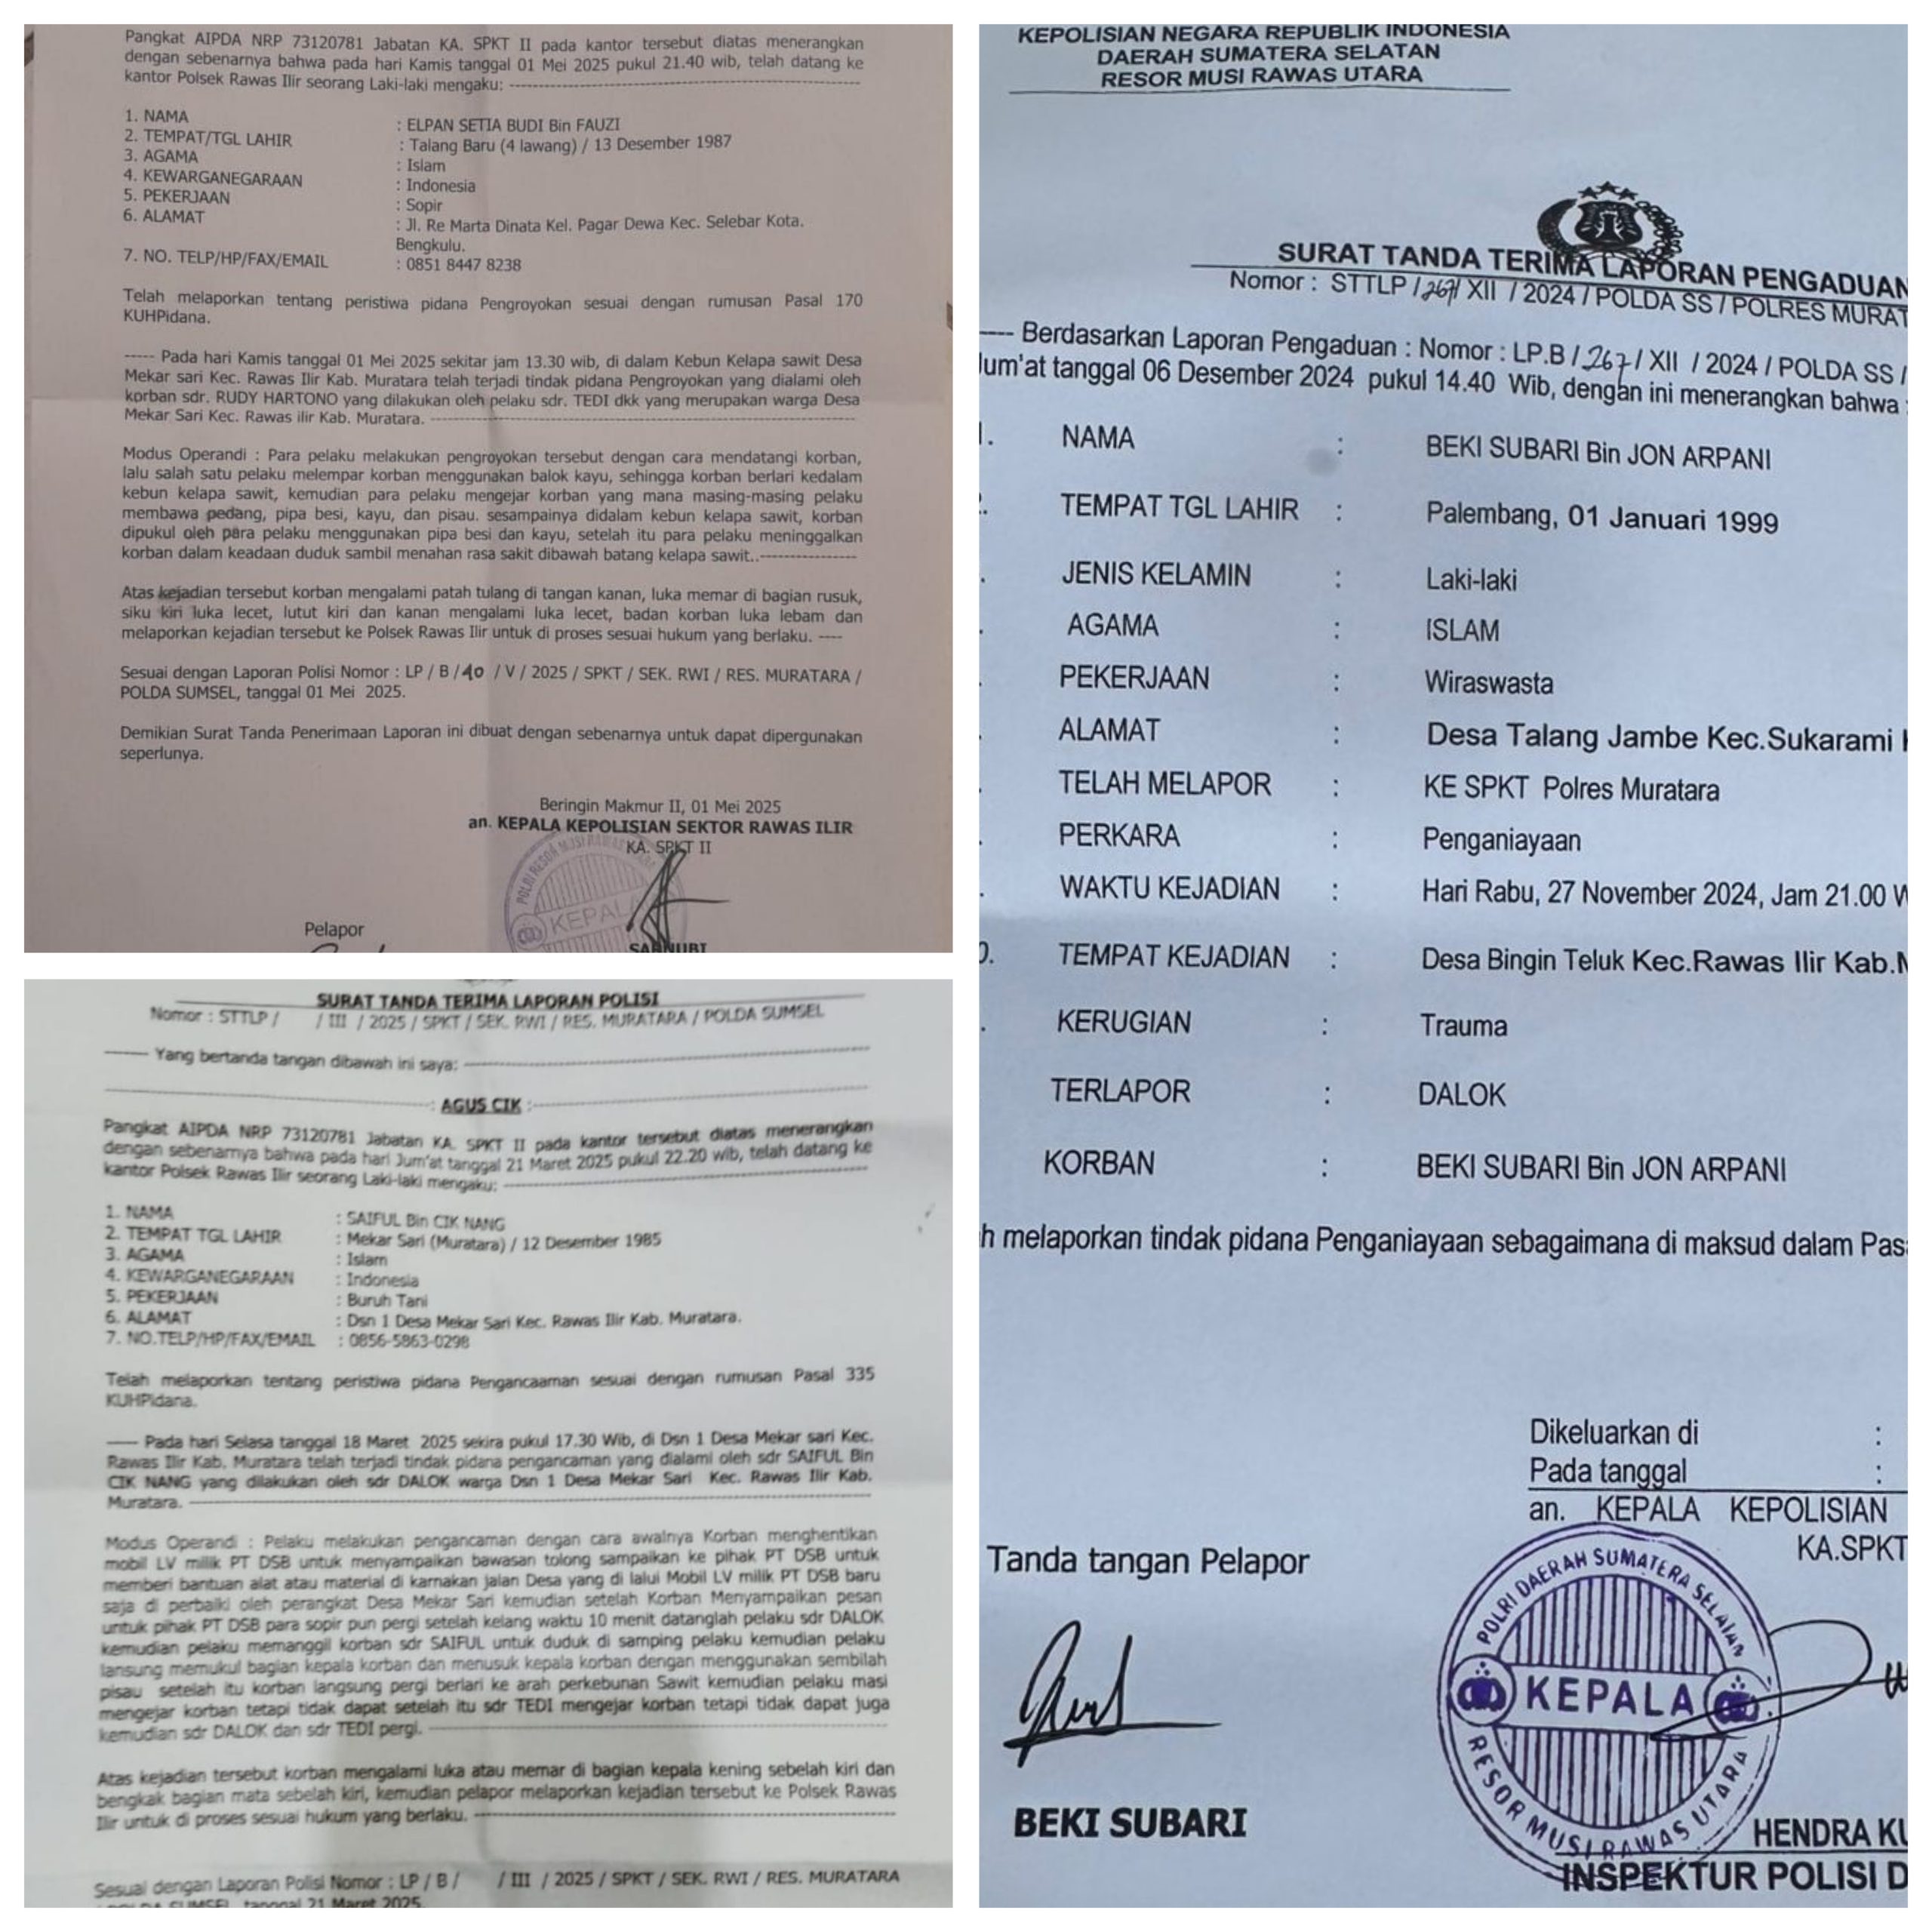 Pangkat AIPDA NRP 73120781 Jabatan KA. SPKT II pada kantor tersebut diatas menerangkan
dengan sebenarnya bahwa pada hari Kamis tanggal 01 Mei 2025 pukul 21.40 wib, telah datang ke
kantor Polsek Rawas Ilir seorang Laki-laki mengaku: ------------------------------
1. NAMA : ELPAN SETIA BUDI Bin FAUZI
2. TEMPAT/TGL LAHIR : Talang Baru (4 lawang) / 13 Desember 1987
3. AGAMA : Islam
4. KEWARGANEGARAAN : Indonesia
5. PEKERJAAN : Sopir
6. ALAMAT : Jl. Re Marta Dinata Kel. Pagar Dewa Kec. Selebar Kota.
Bengkulu.
7. NO. TELP/HP/FAX/EMAIL : 0851 8447 8238
Telah melaporkan tentang peristiwa pidana Pengroyokan sesuai dengan rumusan Pasal 170
KUHPidana.
----- Pada hari Kamis tanggal 01 Mei 2025 sekitar jam 13.30 wib, di dalam Kebun Kelapa sawit Desa
Mekar sari Kec. Rawas Ilir Kab. Muratara telah terjadi tindak pidana Pengroyokan yang dialami oleh
korban sdr. RUDY HARTONO yang dilakukan oleh pelaku sdr. TEDI dkk yang merupakan warga Desa
Mekar Sari Kec. Rawas ilir Kab. Muratara. ------------------------------
Modus Operandi : Para pelaku melakukan pengroyokan tersebut dengan cara mendatangi korban,
lalu salah satu pelaku melempar korban menggunakan balok kayu, sehingga korban berlari kedalam
kebun kelapa sawit, kemudian para pelaku mengejar korban yang mana masing-masing pelaku
membawa pedang, pipa besi, kayu, dan pisau. sesampainya didalam kebun kelapa sawit, korban
dipukul oleh para pelaku menggunakan pipa besi dan kayu, setelah itu para pelaku meninggalkan
korban dalam keadaan duduk sambil menahan rasa sakit dibawah batang kelapa sawit..---------------
Atas kejadian tersebut korban mengalami patah tulang di tangan kanan, luka memar di bagian rusuk,
siku kiri luka lecet, lutut kiri dan kanan mengalami luka lecet, badan korban luka lebam dan
melaporkan kejadian tersebut ke Polsek Rawas Ilir untuk di proses sesuai hukum yang berlaku. ----
Sesuai dengan Laporan Polisi Nomor : LP / B / 40 / V / 2025 / SPKT / SEK. RWI / RES. MURATARA /
POLDA SUMSEL, tanggal 01 Mei 2025.
Demikian Surat Tanda Penerimaan Laporan ini dibuat dengan sebenarnya untuk dapat dipergunakan
seperlunya.
Beringin Makmur II, 01 Mei 2025
an. KEPALA KEPOLISIAN SEKTOR RAWAS ILIR
KA. SPKT II
KEPALA
Pelapor
SURAT TANDA TERIMA LAPORAN POLISI
Nomor : STTLP / / III / 2025 / SPKT / SEK. RWI / RES. MURATARA / POLDA SUMSEL
------ Yang bertanda tangan dibawah ini saya: ------------------------------
------------------------------: AGUS CIK :------------------------------
Pangkat AIPDA NRP 73120781 Jabatan KA. SPKT II pada kantor tersebut diatas menerangkan
dengan sebenarnya bahwa pada hari Jum'at tanggal 21 Maret 2025 pukul 22.20 wib, telah datang ke
kantor Polsek Rawas Ilir seorang Laki-laki mengaku: ------------------------------
1. NAMA : SAIFUL Bin CIK NANG
2. TEMPAT TGL LAHIR : Mekar Sari (Muratara) / 12 Desember 1985
3. AGAMA : Islam
4. KEWARGANEGARAAN : Indonesia
5. PEKERJAAN : Buruh Tani
6. ALAMAT : Dsn 1 Desa Mekar Sari Kec. Rawas Ilir Kab. Muratara.
7. NO.TELP/HP/FAX/EMAIL : 0856-5863-0298
Telah melaporkan tentang peristiwa pidana Pengancaaman sesuai dengan rumusan Pasal 335
KUHPidana.
----- Pada hari Selasa tanggal 18 Maret 2025 sekira pukul 17.30 Wib, di Dsn 1 Desa Mekar sari Kec.
Rawas Ilir Kab. Muratara telah terjadi tindak pidana pengancaman yang dialami oleh sdr SAIFUL Bin
CIK NANG yang dilakukan oleh sdr DALOK warga Dsn 1 Desa Mekar Sari Kec. Rawas Ilir Kab.
Muratara. ------------------------------
Modus Operandi : Pelaku melakukan pengancaman dengan cara awalnya Korban menghentikan
mobil LV milik PT DSB untuk menyampaikan bawasan tolong sampaikan ke pihak PT DSB untuk
memberi bantuan alat atau material di karnakan jalan Desa yang di lalui Mobil LV milik PT DSB baru
saja di perbaiki oleh perangkat Desa Mekar Sari kemudian setelah Korban Menyampaikan pesan
untuk pihak PT DSB para sopir pun pergi setelah kelang waktu 10 menit datanglah pelaku sdr DALOK
kemudian pelaku memanggil korban sdr SAIFUL untuk duduk di samping pelaku kemudian pelaku
lansung memukul bagian kepala korban dan menusuk kepala korban dengan menggunakan sembilah
pisau setelah itu korban langsung pergi berlari ke arah perkebunan Sawit kemudian pelaku masi
mengejar korban tetapi tidak dapat setelah itu sdr TEDI mengejar korban tetapi tidak dapat juga
kemudian sdr DALOK dan sdr TEDI pergi. ------------------------------
Atas kejadian tersebut korban mengalami luka atau memar di bagian kepala kening sebelah kiri dan
bengkak bagian mata sebelah kiri, kemudian pelapor melaporkan kejadian tersebut ke Polsek Rawas
Ilir untuk di proses sesuai hukum yang berlaku. ------------------------------
Sesuai dengan Laporan Polisi Nomor : LP / B / / III / 2025 / SPKT / SEK. RWI / RES. MURATARA
tanggal 21 Maret 2025.
KEPOLISIAN NEGARA REPUBLIK INDONESIA
DAERAH SUMATERA SELATAN
RESOR MUSI RAWAS UTARA
SURAT TANDA TERIMA LAPORAN PENGADUAN
Nomor : STTLP / 267 / XII / 2024 / POLDA SS / POLRES MURAT
---- Berdasarkan Laporan Pengaduan : Nomor : LP.B / 267 / XII / 2024 / POLDA SS /
Jum'at tanggal 06 Desember 2024 pukul 14.40 Wib, dengan ini menerangkan bahwa :
NAMA : BEKI SUBARI Bin JON ARPANI
TEMPAT TGL LAHIR : Palembang, 01 Januari 1999
JENIS KELAMIN : Laki-laki
AGAMA : ISLAM
PEKERJAAN : Wiraswasta
ALAMAT : Desa Talang Jambe Kec.Sukarami
TELAH MELAPOR : KE SPKT Polres Muratara
PERKARA : Penganiayaan
WAKTU KEJADIAN : Hari Rabu, 27 November 2024, Jam 21.00 W
TEMPAT KEJADIAN : Desa Bingin Teluk Kec.Rawas Ilir Kab.
KERUGIAN : Trauma
TERLAPOR : DALOK
KORBAN : BEKI SUBARI Bin JON ARPANI
h melaporkan tindak pidana Penganiayaan sebagaimana di maksud dalam Pas
Dikeluarkan di :
Pada tanggal :
an. KEPALA KEPOLISIAN
KA.SPKT
Tanda tangan Pelapor
POLRI DAERAH SUMATERA SELATAN
KEPALA
RESOR MUSI RAWAS UTARA
BEKI SUBARI
HENDRA KU
INSPEKTUR POLISI D